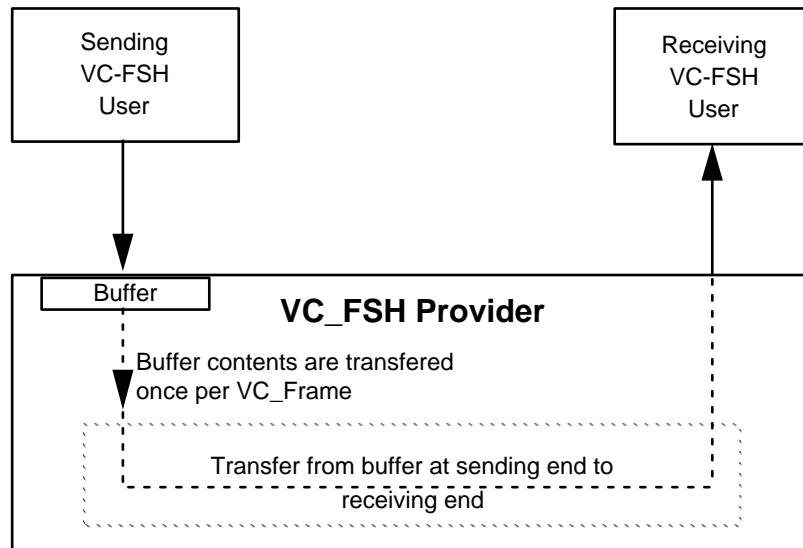 Sending
VC-FSH
User
Receiving
VC-FSH
User
Buffer
VC_FSH Provider
Buffer contents are transfered
once per VC_Frame
Transfer from buffer at sending end to
receiving end